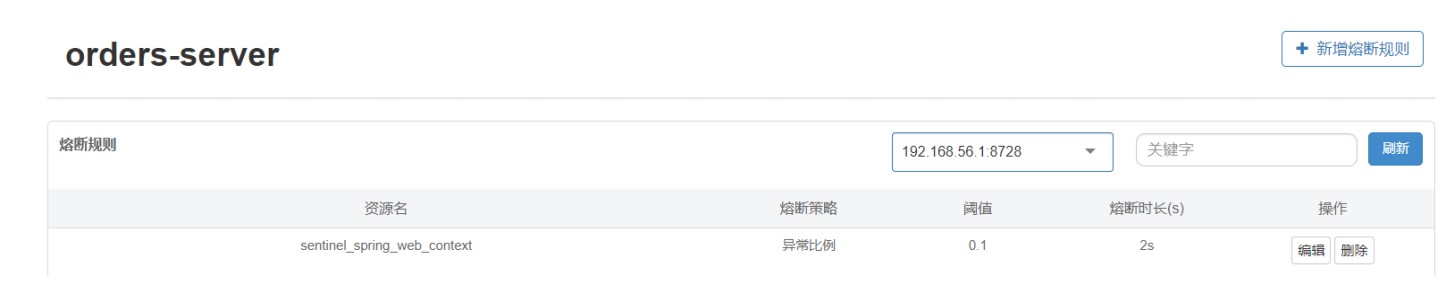 orders-server
+ 新增熔断规则
熔断规则 192.168.56.1:8728 关键字 刷新
资源名 熔断策略 阈值 熔断时长(s) 操作
sentinel_spring_web_context 异常比例 0.1 2s 编辑 删除